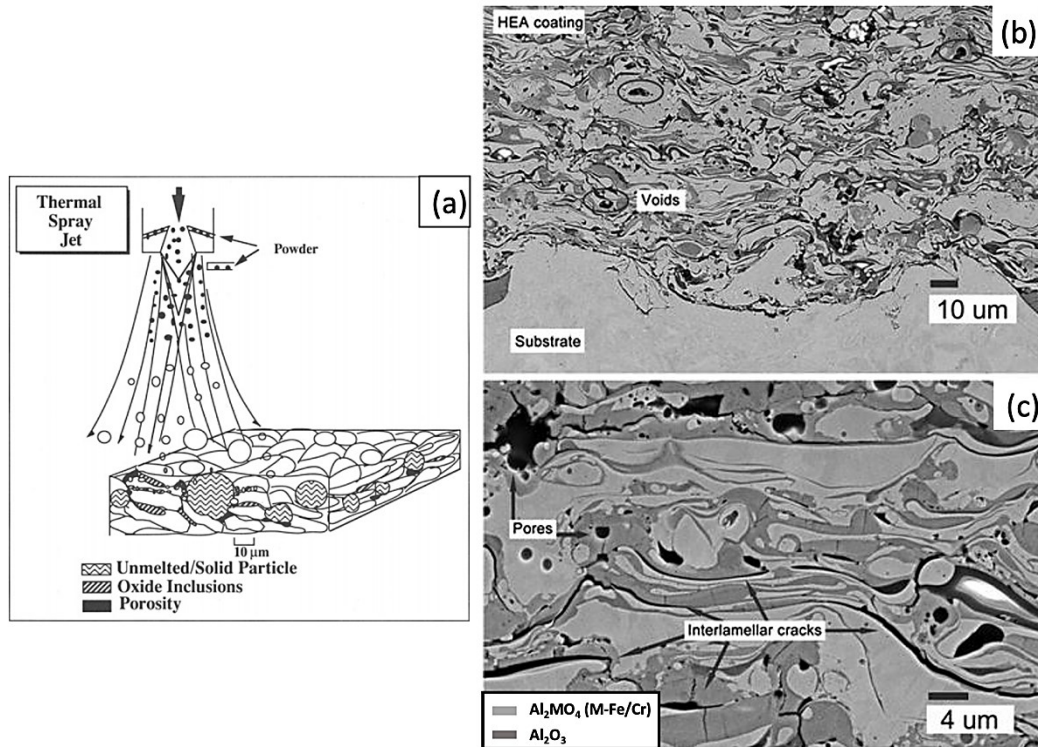 Thermal
Spray
Jet
(a)
Powder
10 μm
Unmelted/Solid Particle
Oxide Inclusions
Porosity
HEA coating
(b)
Voids
10 um
Substrate
(c)
Pores
Interlamellar cracks
Al₂MO₄ (M-Fe/Cr)
Al₂O₃
4 um